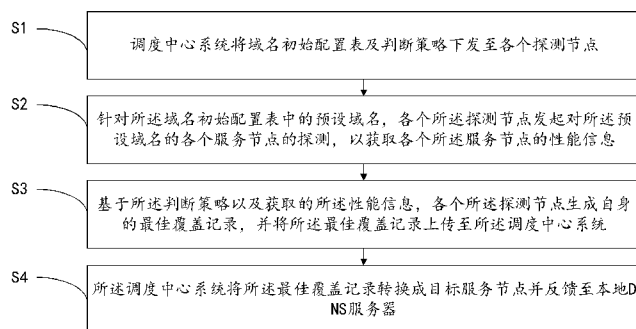 S1
调度中心系统将域名初始配置表及判断策略下发至各个探测节点
S2
针对所述域名初始配置表中的预设域名，各个所述探测节点发起对所述预
设域名的各个服务节点的探测，以获取各个所述服务节点的性能信息
S3
基于所述判断策略以及获取的所述性能信息，各个所述探测节点生成自身
的最佳覆盖记录，并将所述最佳覆盖记录上传至所述调度中心系统
S4
所述调度中心系统将所述最佳覆盖记录转换成目标服务节点并反馈至本地D
NS服务器